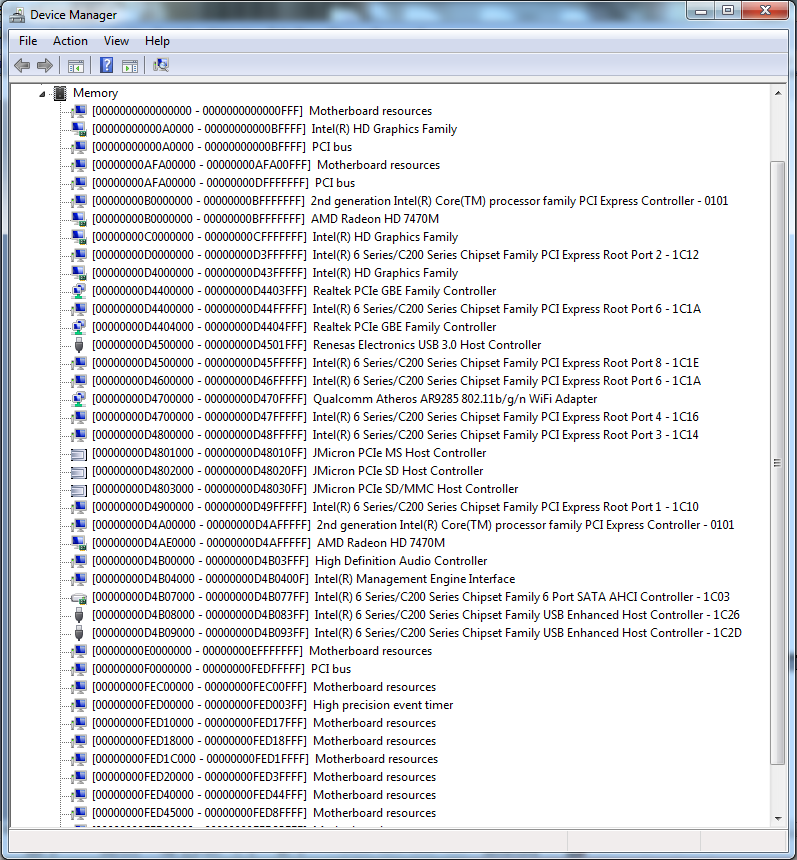 Device Manager
File Action View Help
Memory
[0000000000000000 - 0000000000000FFF] Motherboard resources
[00000000000A0000 - 00000000000BFFFF] Intel(R) HD Graphics Family
[00000000000A0000 - 00000000000BFFFF] PCI bus
[00000000AFA00000 - 00000000AFA00FFF] Motherboard resources
[00000000AFA00000 - 00000000DFFFFFFF] PCI bus
[00000000B0000000 - 00000000BFFFFFFF] 2nd generation Intel(R) Core(TM) processor family PCI Express Controller - 0101
[00000000B0000000 - 00000000BFFFFFFF] AMD Radeon HD 7470M
[00000000C0000000 - 00000000CFFFFFFF] Intel(R) HD Graphics Family
[00000000D0000000 - 00000000D3FFFFFF] Intel(R) 6 Series/C200 Series Chipset Family PCI Express Root Port 2 - 1C12
[00000000D4000000 - 00000000D43FFFFF] Intel(R) HD Graphics Family
[00000000D4400000 - 00000000D4403FFF] Realtek PCIe GBE Family Controller
[00000000D4400000 - 00000000D44FFFFF] Intel(R) 6 Series/C200 Series Chipset Family PCI Express Root Port 6 - 1C1A
[00000000D4404000 - 00000000D4404FFF] Realtek PCIe GBE Family Controller
[00000000D4500000 - 00000000D4501FFF] Renesas Electronics USB 3.0 Host Controller
[00000000D4500000 - 00000000D45FFFFF] Intel(R) 6 Series/C200 Series Chipset Family PCI Express Root Port 8 - 1C1E
[00000000D4600000 - 00000000D46FFFFF] Intel(R) 6 Series/C200 Series Chipset Family PCI Express Root Port 6 - 1C1A
[00000000D4700000 - 00000000D470FFFF] Qualcomm Atheros AR9285 802.11b/g/n WiFi Adapter
[00000000D4700000 - 00000000D47FFFFF] Intel(R) 6 Series/C200 Series Chipset Family PCI Express Root Port 4 - 1C16
[00000000D4800000 - 00000000D48FFFFF] Intel(R) 6 Series/C200 Series Chipset Family PCI Express Root Port 3 - 1C14
[00000000D4801000 - 00000000D48010FF] JMicron PCIe MS Host Controller
[00000000D4802000 - 00000000D48020FF] JMicron PCIe SD Host Controller
[00000000D4803000 - 00000000D48030FF] JMicron PCIe SD/MMC Host Controller
[00000000D4900000 - 00000000D49FFFFF] Intel(R) 6 Series/C200 Series Chipset Family PCI Express Root Port 1 - 1C10
[00000000D4A00000 - 00000000D4AFFFFF] 2nd generation Intel(R) Core(TM) processor family PCI Express Controller - 0101
[00000000D4AE0000 - 00000000D4AFFFFF] AMD Radeon HD 7470M
[00000000D4B00000 - 00000000D4B03FFF] High Definition Audio Controller
[00000000D4B04000 - 00000000D4B0400F] Intel(R) Management Engine Interface
[00000000D4B07000 - 00000000D4B077FF] Intel(R) 6 Series/C200 Series Chipset Family 6 Port SATA AHCI Controller - 1C03
[00000000D4B08000 - 00000000D4B083FF] Intel(R) 6 Series/C200 Series Chipset Family USB Enhanced Host Controller - 1C26
[00000000D4B09000 - 00000000D4B093FF] Intel(R) 6 Series/C200 Series Chipset Family USB Enhanced Host Controller - 1C2D
[00000000E0000000 - 00000000EFFFFFFF] Motherboard resources
[00000000F0000000 - 00000000FEDFFFFF] PCI bus
[00000000FEC00000 - 00000000FEC00FFF] Motherboard resources
[00000000FED00000 - 00000000FED003FF] High precision event timer
[00000000FED10000 - 00000000FED17FFF] Motherboard resources
[00000000FED18000 - 00000000FED18FFF] Motherboard resources
[00000000FED1C000 - 00000000FED1FFFF] Motherboard resources
[00000000FED20000 - 00000000FED3FFFF] Motherboard resources
[00000000FED40000 - 00000000FED44FFF] Motherboard resources
[00000000FED45000 - 00000000FED8FFFF] Motherboard resources